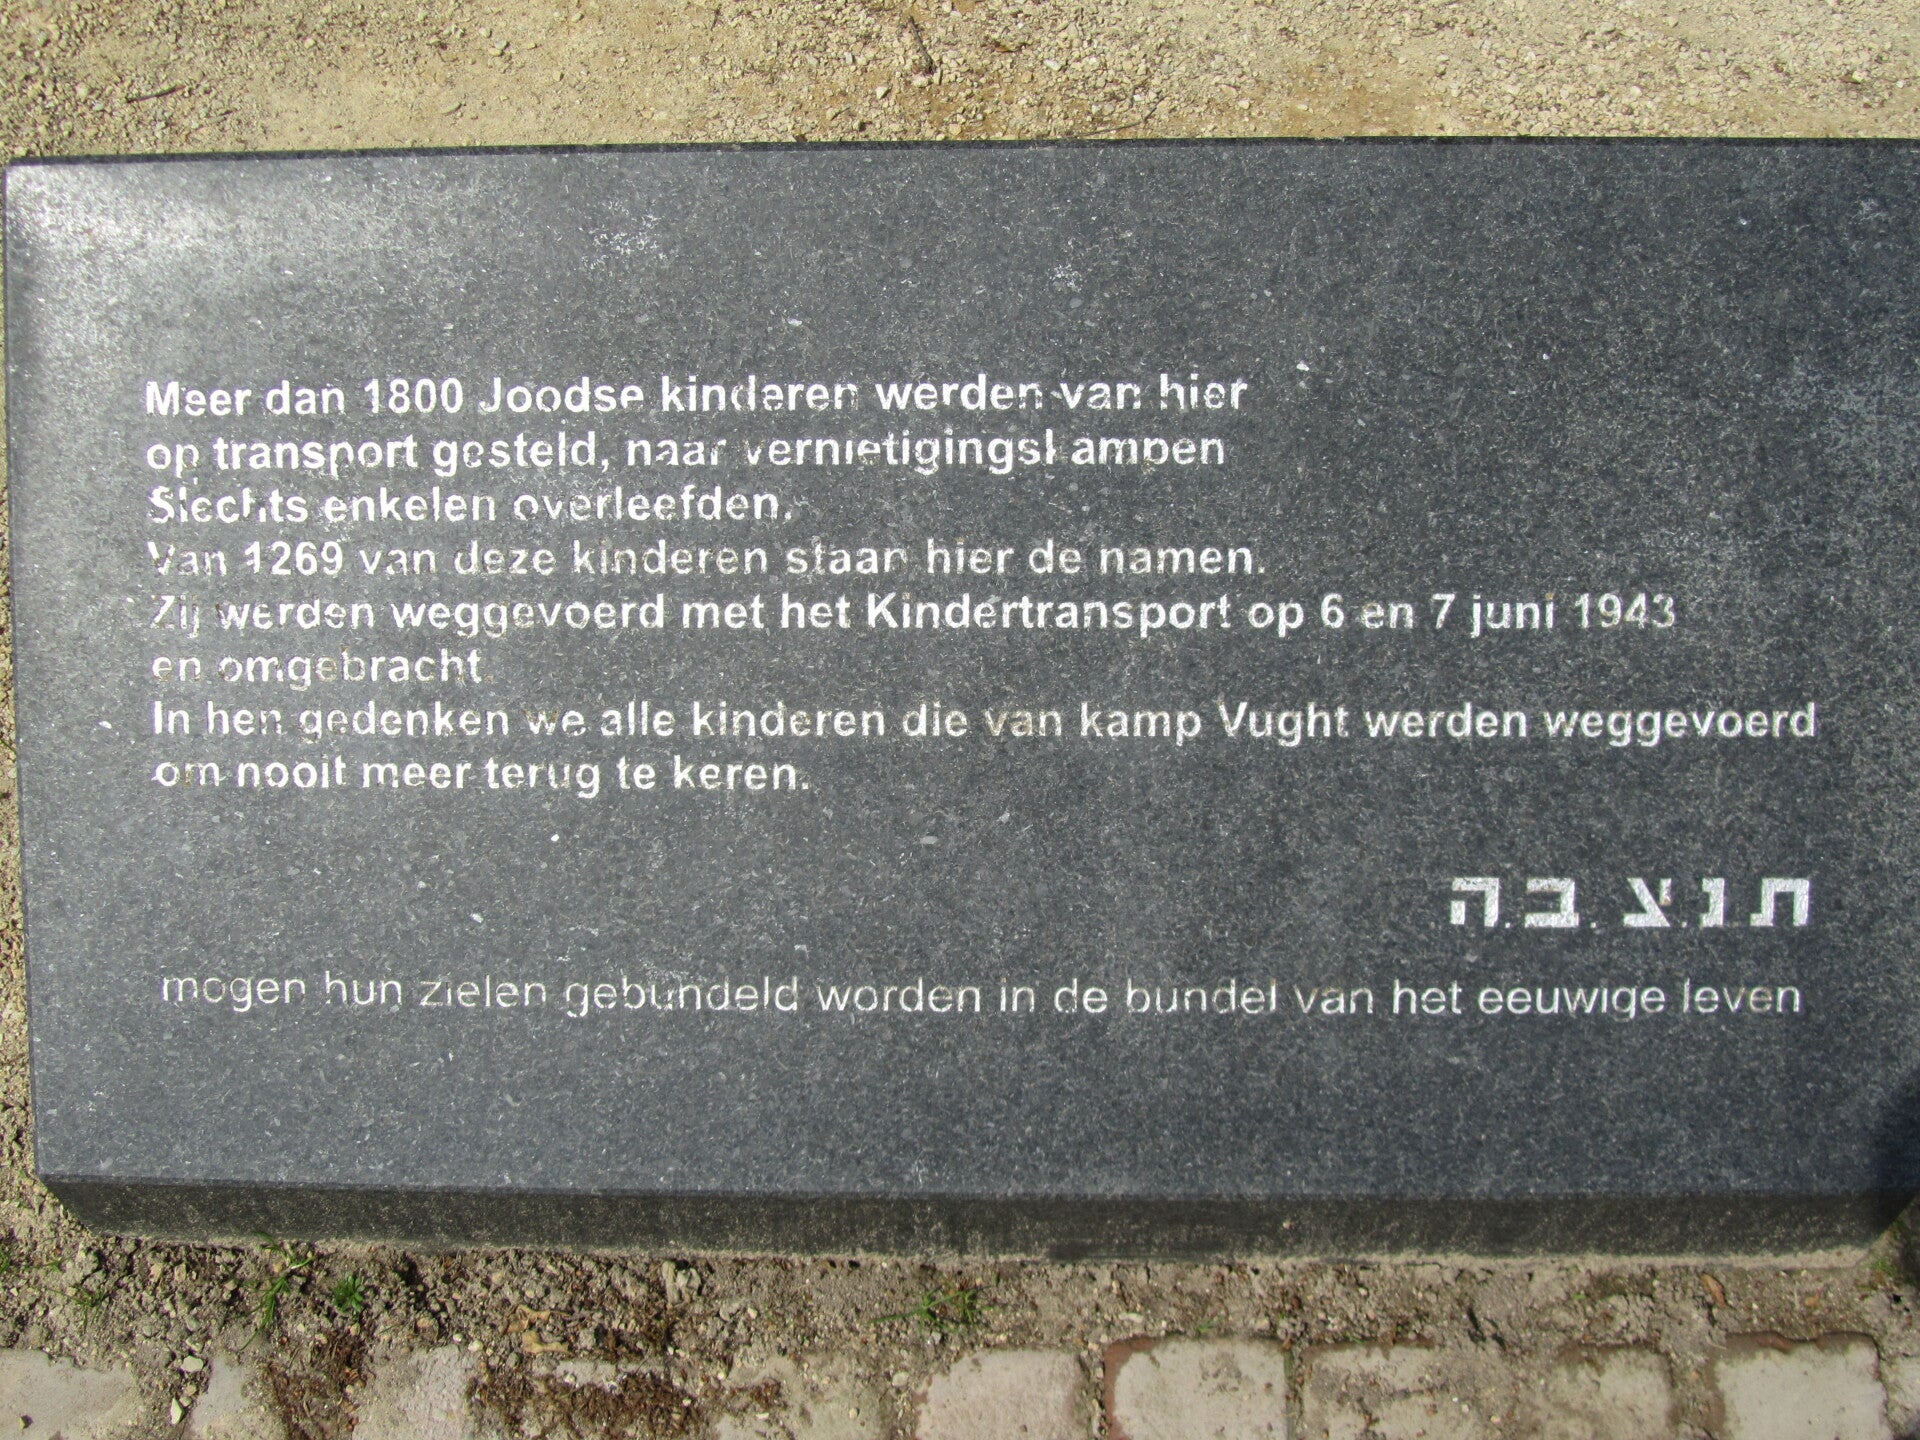 Meer dan 1800 Joodse kinderen werden van hier
op transport gesteld, naar vernietigingskampen
Slechts enkelen overleefden.
Van 1269 van deze kinderen staan hier de namen.
Zij werden weggevoerd met het Kindertransport op 6 en 7 juni 1943
en omgebracht
In hen gedenken we alle kinderen die van kamp Vught werden weggevoerd
om nooit meer terug te keren.
ת נ.צ.ב.ה
mogen hun zielen gebundeld worden in de bundel van het eeuwige leven